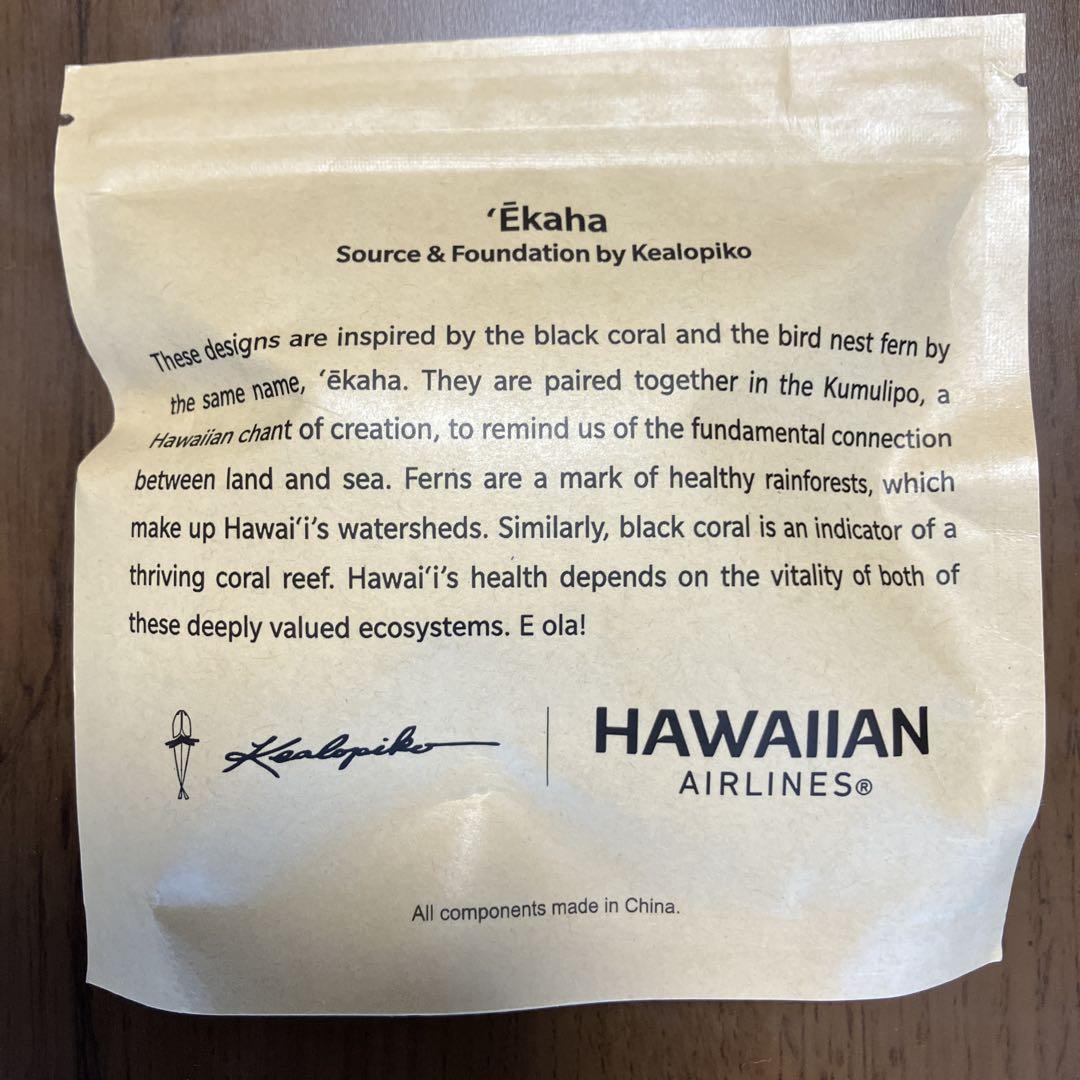 ʻĒkaha
Source & Foundation by Kealopiko
These designs are inspired by the black coral and the bird nest fern by
the same name, ʻēkaha. They are paired together in the Kumulipo, a
Hawaiian chant of creation, to remind us of the fundamental connection
between land and sea. Ferns are a mark of healthy rainforests, which
make up Hawaiʻi’s watersheds. Similarly, black coral is an indicator of a
thriving coral reef. Hawaiʻi’s health depends on the vitality of both of
these deeply valued ecosystems. E ola!
Kealopiko
HAWAIIAN
AIRLINES®
All components made in China.